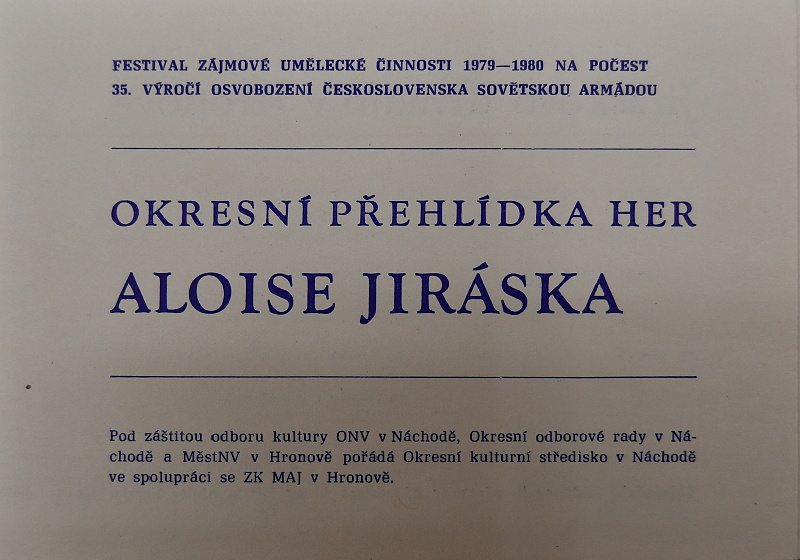 FESTIVAL ZÁJMOVÉ UMĚLECKÉ ČINNOSTI 1979—1980 NA POČEST
35. VÝROČÍ OSVOBOZENÍ ČESKOSLOVENSKA SOVĚTSKOU ARMÁDOU
OKRESNÍ PŘEHLÍDKA HER
ALOISE JIRÁSKA
Pod záštitou odboru kultury ONV v Náchodě, Okresní odborové rady v Ná-
chodě a MěstNV v Hronově pořádá Okresní kulturní středisko v Náchodě
ve spolupráci se ZK MAJ v Hronově.